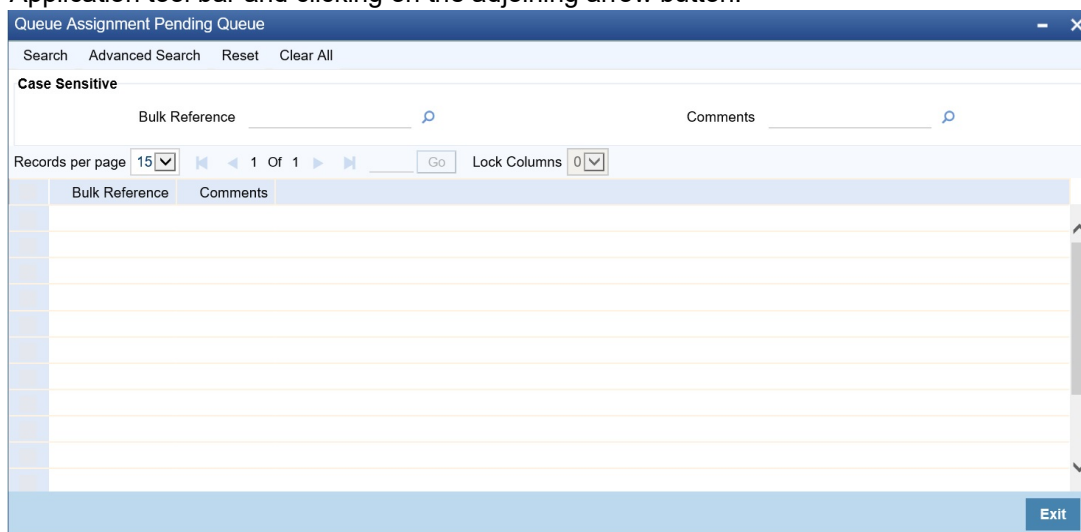 Application tool bar and clicking on the adjoining arrow button.
Queue Assignment Pending Queue
Search Advanced Search Reset Clear All
Case Sensitive
Bulk Reference Comments
Records per page 15 1 Of 1 Go Lock Columns 0
Bulk Reference Comments
Exit